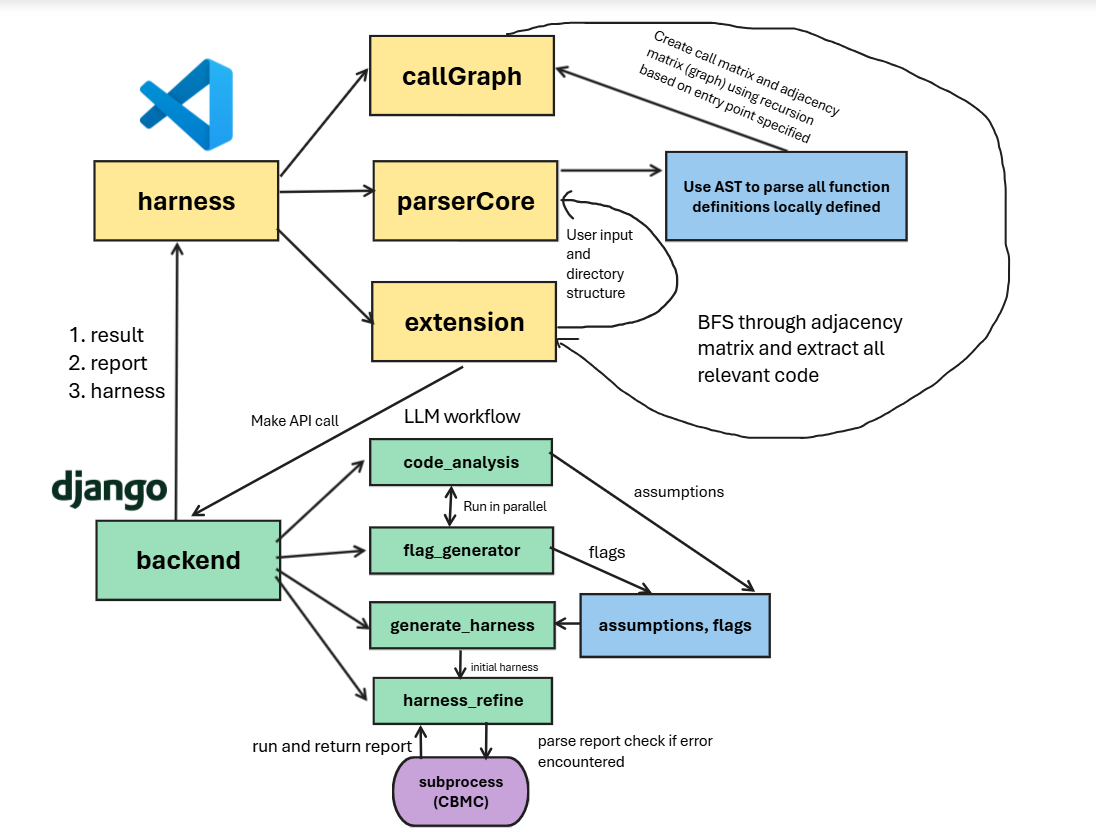 callGraph
Create call matrix and adjacency
matrix (graph) using recursion
based on entry point specified
harness
parserCore
Use AST to parse all function
definitions locally defined
User input
and
directory
structure
extension
BFS through adjacency
matrix and extract all
relevant code
1. result
2. report
3. harness
Make API call
LLM workflow
django
backend
code_analysis
Run in parallel
assumptions
flag_generator
flags
generate_harness
assumptions, flags
initial harness
harness_refine
run and return report
parse report check if error
encountered
subprocess
(CBMC)